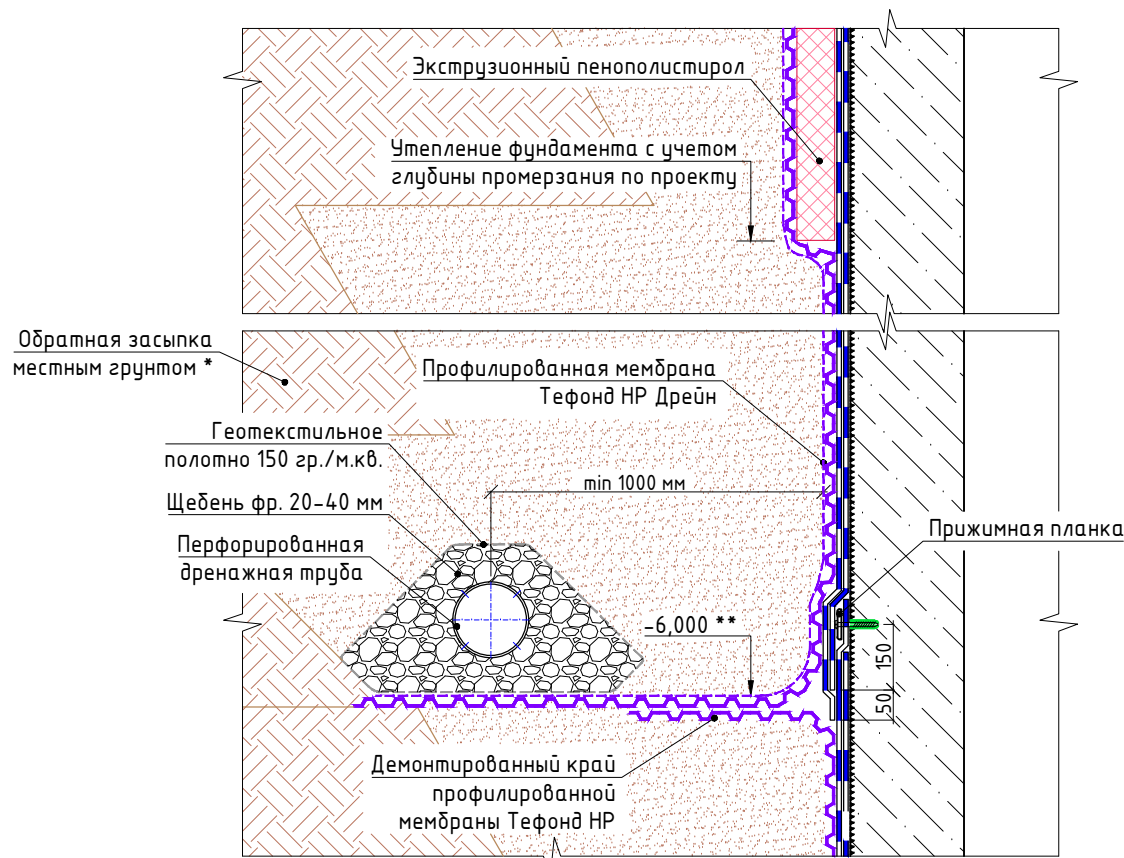 Экструзионный пенополистирол
Утепление фундамента с учетом
глубины промерзания по проекту
Обратная засыпка
местным грунтом *
Профилированная мембрана
Тефонд НР Дрейн
Геотекстильное
полотно 150 гр./м.кв.
min 1000 мм
Щебень фр. 20-40 мм
Прижимная планка
Перфорированная
дренажная труба
-6,000 **
150
50
Демонтированный край
профилированной
мембраны Тефонд НР